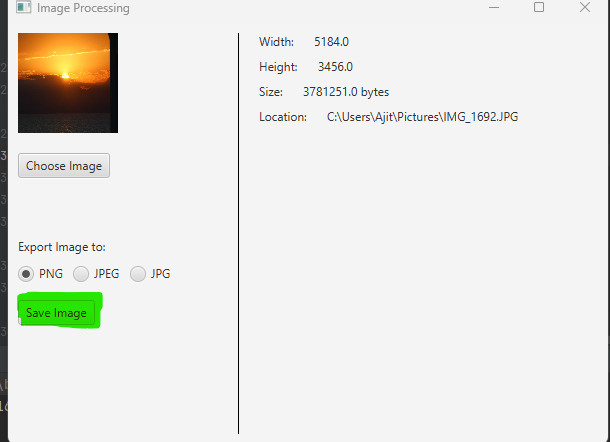 Image Processing
Width: 5184.0
Height: 3456.0
Size: 3781251.0 bytes
Location: C:\Users\Ajit\Pictures\IMG_1692.JPG
Choose Image
Export Image to:
PNG JPEG JPG
Save Image